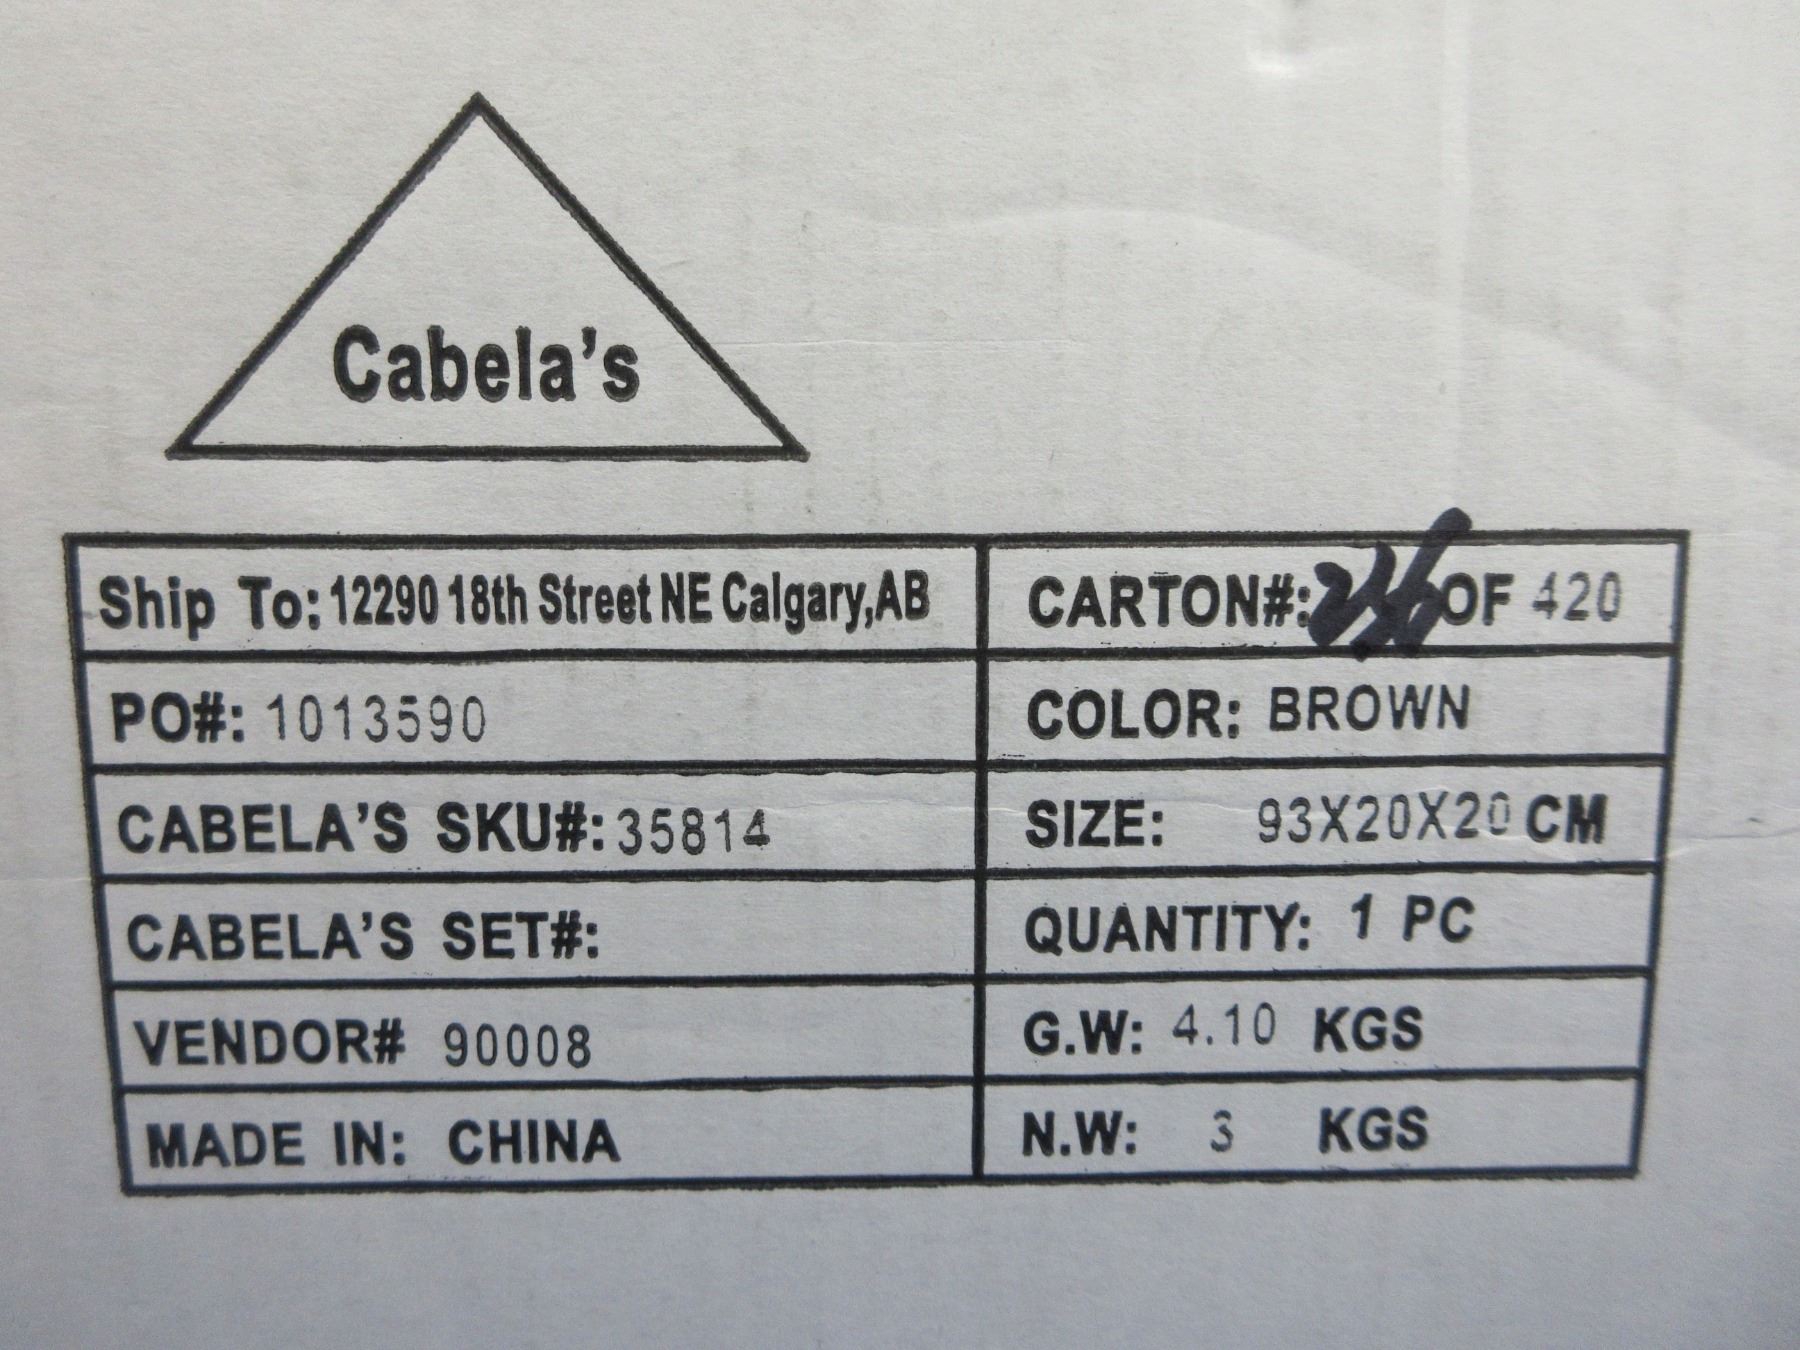 Cabela's
Ship To: 12290 18th Street NE Calgary,AB
CARTON#: OF 420
PO#: 1013590
COLOR: BROWN
CABELA'S SKU#: 35814
SIZE: 93X20X20 CM
CABELA'S SET#:
QUANTITY: 1 PC
VENDOR# 90008
G.W: 4.10 KGS
MADE IN: CHINA
N.W: 3 KGS